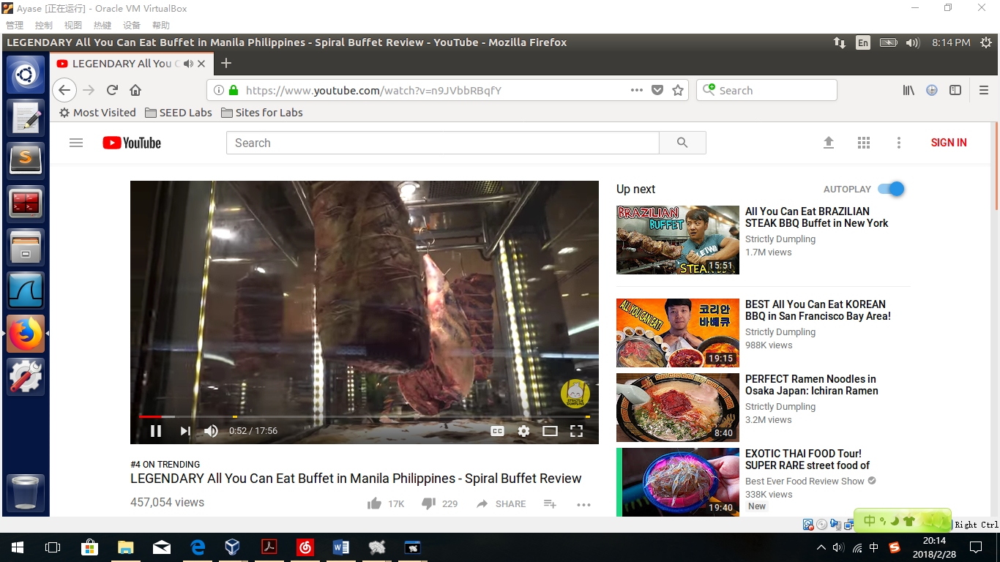 Ayase [正在运行] - Oracle VM VirtualBox
管理 控制 视图 热键 设备 帮助
LEGENDARY All You Can Eat Buffet in Manila Philippines - Spiral Buffet Review - YouTube - Mozilla Firefox
En
8:14 PM
LEGENDARY All You C
https://www.youtube.com/watch?v=n9JVbbRBqfY
Search
Most Visited SEED Labs Sites for Labs
YouTube
Search
SIGN IN
STRICTLY DUMPLING
0:52 / 17:56
CC
#4 ON TRENDING
LEGENDARY All You Can Eat Buffet in Manila Philippines - Spiral Buffet Review
457,054 views
17K
229
SHARE
Up next
AUTOPLAY
BRAZILIAN
BUFFET
STEAK
15:51
All You Can Eat BRAZILIAN
STEAK BBQ Buffet in New York
Strictly Dumpling
1.7M views
ALL YOU CAN EAT!
코리안
바베큐
19:15
BEST All You Can Eat KOREAN
BBQ in San Francisco Bay Area!
Strictly Dumpling
988K views
8:40
PERFECT Ramen Noodles in
Osaka Japan: Ichiran Ramen
Strictly Dumpling
3.2M views
19:40
EXOTIC THAI FOOD Tour!
SUPER RARE street food of
Best Ever Food Review Show
338K views
New
中
Right Ctrl
中
20:14
2018/2/28